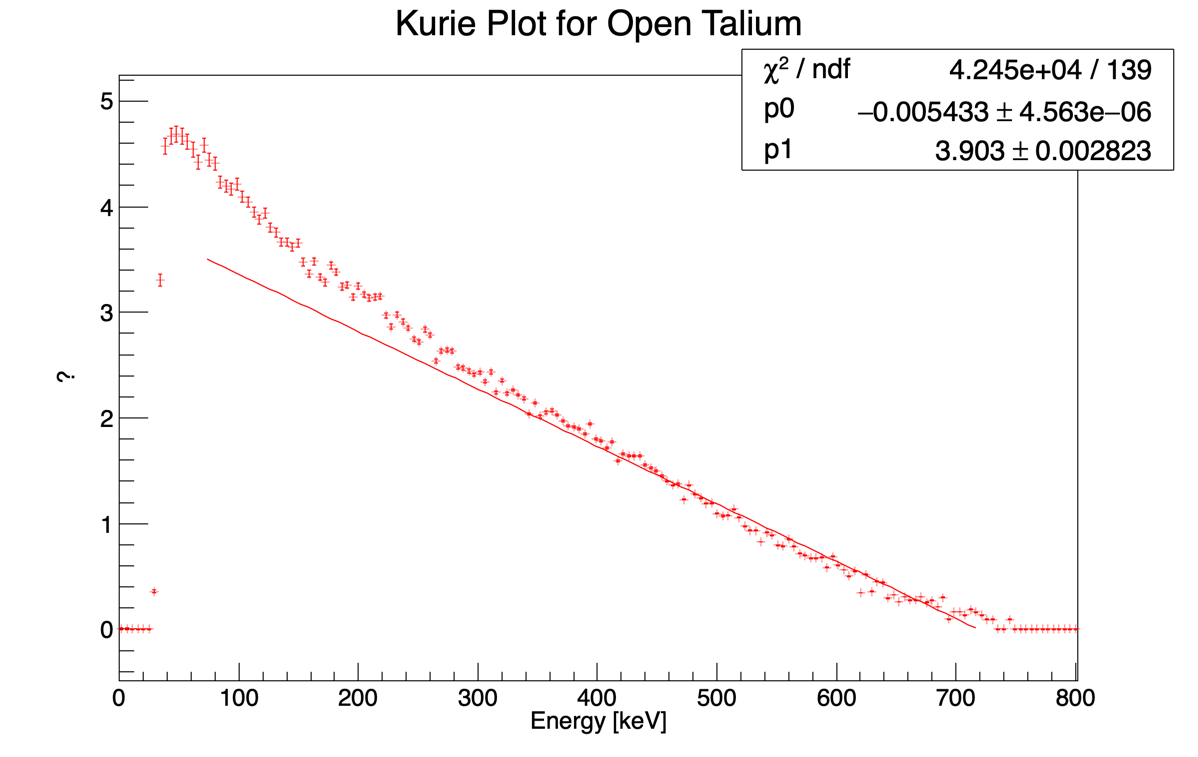 Kurie Plot for Open Talium
χ² / ndf 4.245e+04 / 139
p0 −0.005433 ± 4.563e−06
p1 3.903 ± 0.002823
5
4
3
2
1
0
?
0 100 200 300 400 500 600 700 800
Energy [keV]